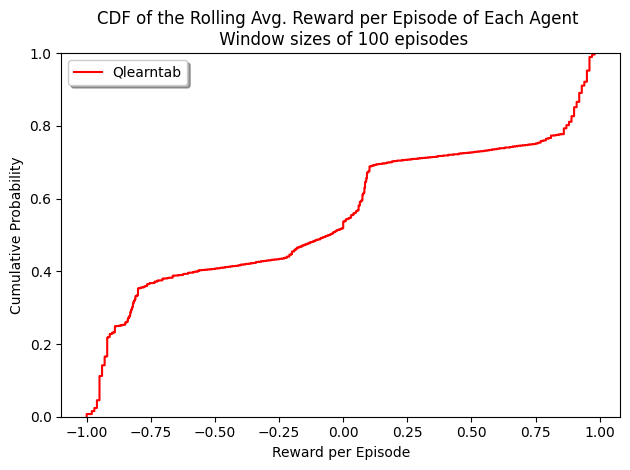 CDF of the Rolling Avg. Reward per Episode of Each Agent
Window sizes of 100 episodes
Qlearntab
1.0
0.8
0.6
0.4
0.2
0.0
Cumulative Probability
−1.00 −0.75 −0.50 −0.25 0.00 0.25 0.50 0.75 1.00
Reward per Episode